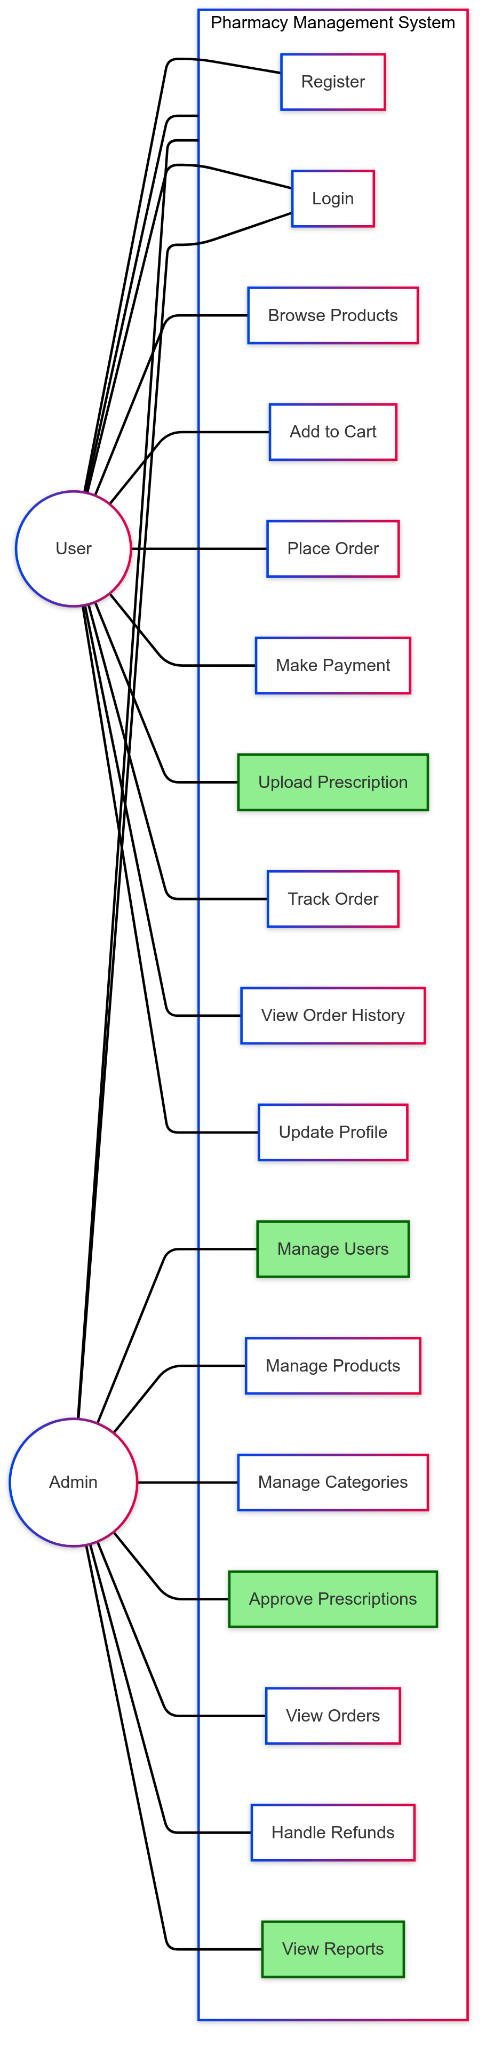 Pharmacy Management System
Register
Login
Browse Products
Add to Cart
User
Place Order
Make Payment
Upload Prescription
Track Order
View Order History
Update Profile
Manage Users
Manage Products
Admin
Manage Categories
Approve Prescriptions
View Orders
Handle Refunds
View Reports